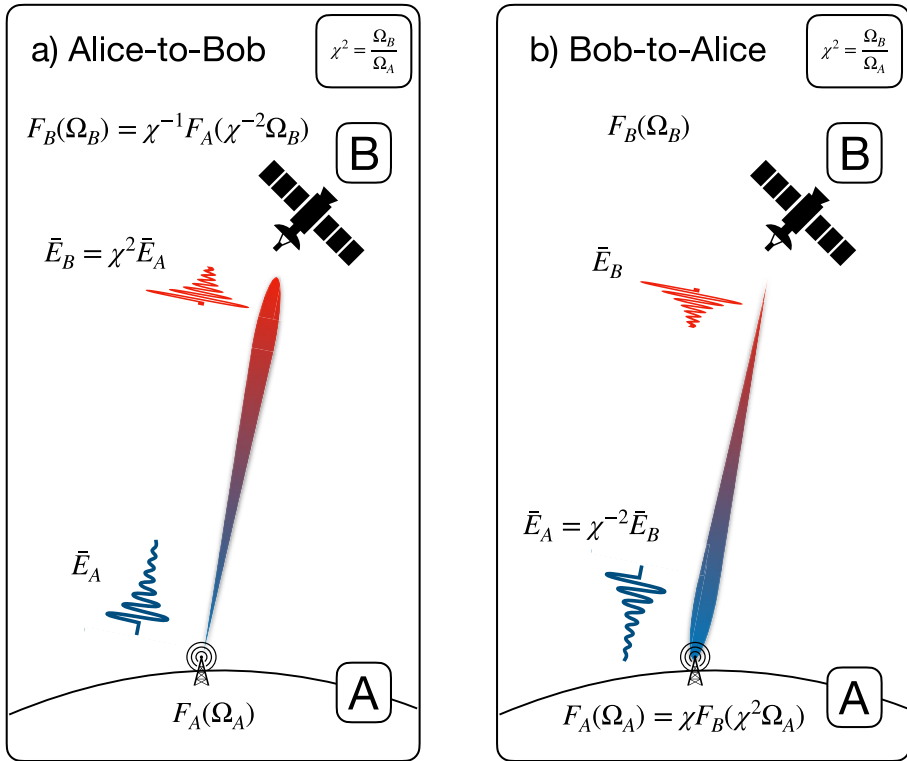 a) Alice-to-Bob
χ² = Ω_B/Ω_A
F_B(Ω_B) = χ⁻¹F_A(χ⁻²Ω_B)
B
Ē_B = χ²Ē_A
Ē_A
A
F_A(Ω_A)
b) Bob-to-Alice
χ² = Ω_B/Ω_A
F_B(Ω_B)
B
Ē_B
Ē_A = χ⁻²Ē_B
A
F_A(Ω_A) = χF_B(χ²Ω_A)